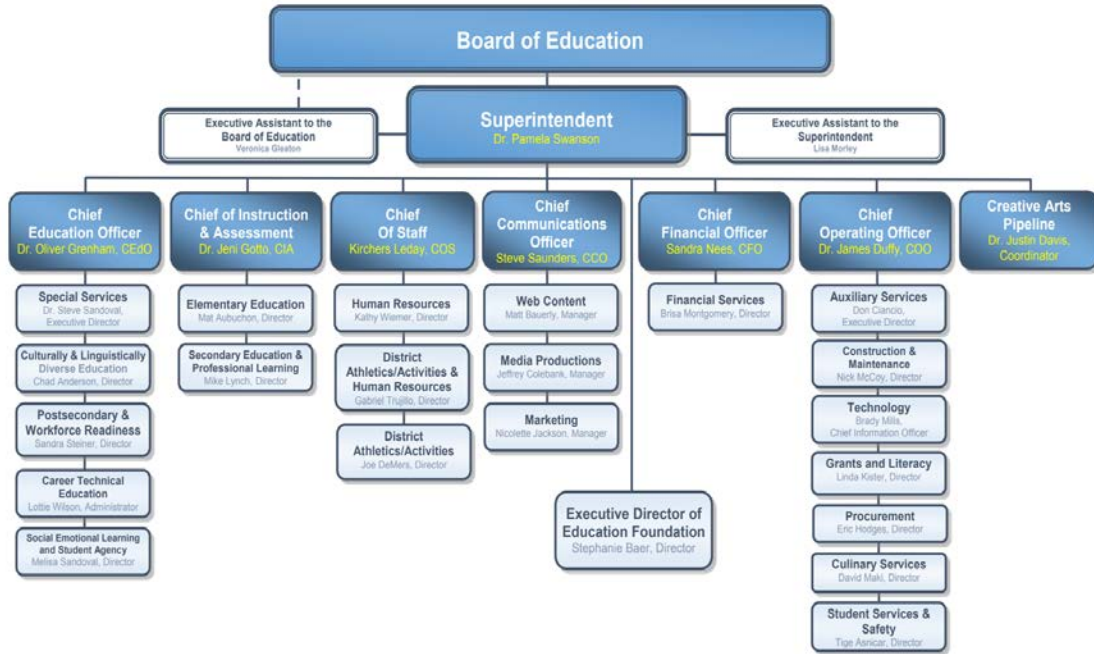 Board of Education
Executive Assistant to the
Board of Education
Veronica Gleaton
Superintendent
Dr. Pamela Swanson
Executive Assistant to the
Superintendent
Lisa Morley
Chief
Education Officer
Dr. Oliver Grenham, CEdO
Chief of Instruction
& Assessment
Dr. Jeni Gotto, CIA
Chief
Of Staff
Kirchers Leday, COS
Chief
Communications
Officer
Steve Saunders, CCO
Chief
Financial Officer
Sandra Nees, CFO
Chief
Operating Officer
Dr. James Duffy, COO
Creative Arts
Pipeline
Dr. Justin Davis,
Coordinator
Special Services
Dr. Steve Sandoval,
Executive Director
Culturally & Linguistically
Diverse Education
Chad Anderson, Director
Postsecondary &
Workforce Readiness
Sandra Steiner, Director
Career Technical
Education
Lottie Wilson, Administrator
Social Emotional Learning
and Student Agency
Melisa Sandoval, Director
Elementary Education
Mat Aubuchon, Director
Secondary Education &
Professional Learning
Mike Lynch, Director
Human Resources
Kathy Wiemer, Director
District
Athletics/Activities &
Human Resources
Gabriel Trujillo, Director
District
Athletics/Activities
Joe DeMers, Director
Web Content
Matt Bauerly, Manager
Media Productions
Jeffrey Colebank, Manager
Marketing
Nicolette Jackson, Manager
Executive Director of
Education Foundation
Stephanie Baer, Director
Financial Services
Brisa Montgomery, Director
Auxiliary Services
Don Ciancio,
Executive Director
Construction &
Maintenance
Nick McCoy, Director
Technology
Brady Mills,
Chief Information Officer
Grants and Literacy
Linda Kister, Director
Procurement
Eric Hodges, Director
Culinary Services
David Maki, Director
Student Services &
Safety
Tige Asnicar, Director